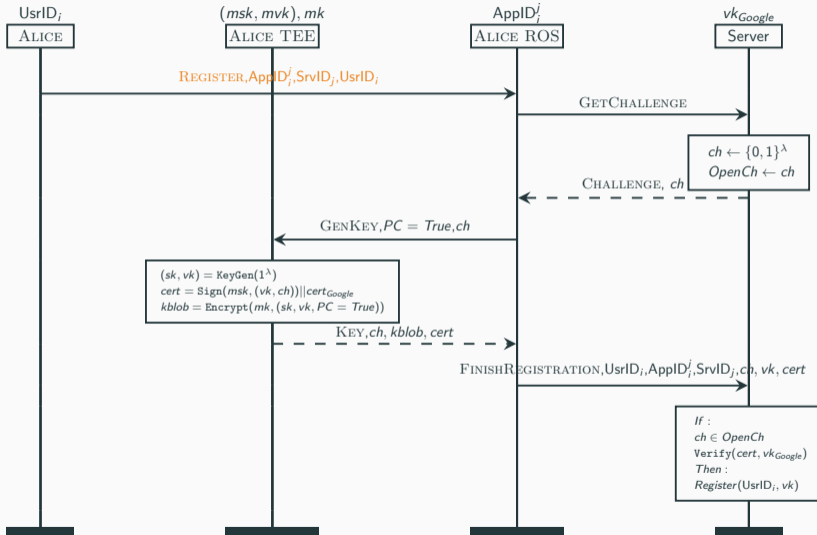 UsrID_i (msk, mvk), mk AppID_i^j vk_Google
ALICE ALICE TEE ALICE ROS Server
REGISTER,AppID_i^j,SrvID_j,UsrID_i
GETCHALLENGE
ch ← {0, 1}^λ
OpenCh ← ch
CHALLENGE, ch
GENKEY,PC = True,ch
(sk, vk) = KeyGen(1^λ)
cert = Sign(msk, (vk, ch))||cert_Google
kblob = Encrypt(mk, (sk, vk, PC = True))
KEY,ch, kblob, cert
FINISHREGISTRATION,UsrID_i,AppID_i^j,SrvID_j,ch, vk, cert
If :
ch ∈ OpenCh
Verify(cert, vk_Google)
Then :
Register(UsrID_i, vk)